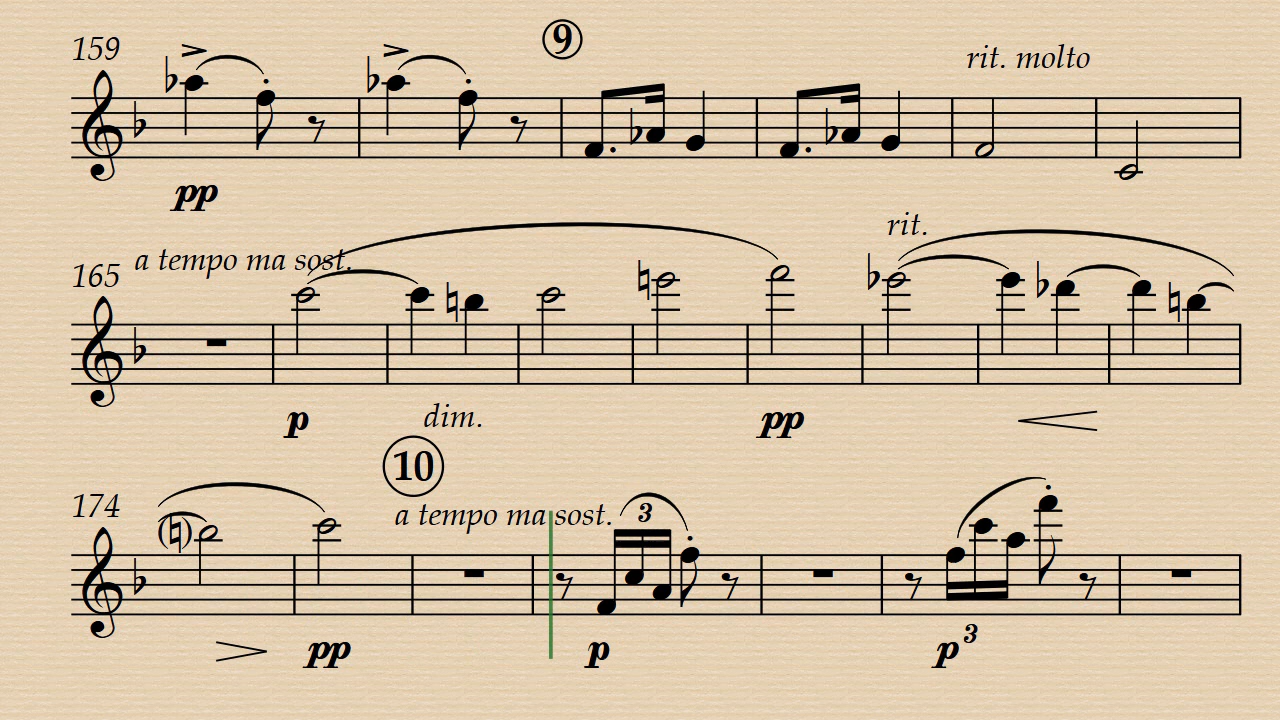 159 ⑨ rit. molto
pp
165 a tempo ma sost. rit.
p dim. pp
174 ⑩ a tempo ma sost. 3
pp p p 3